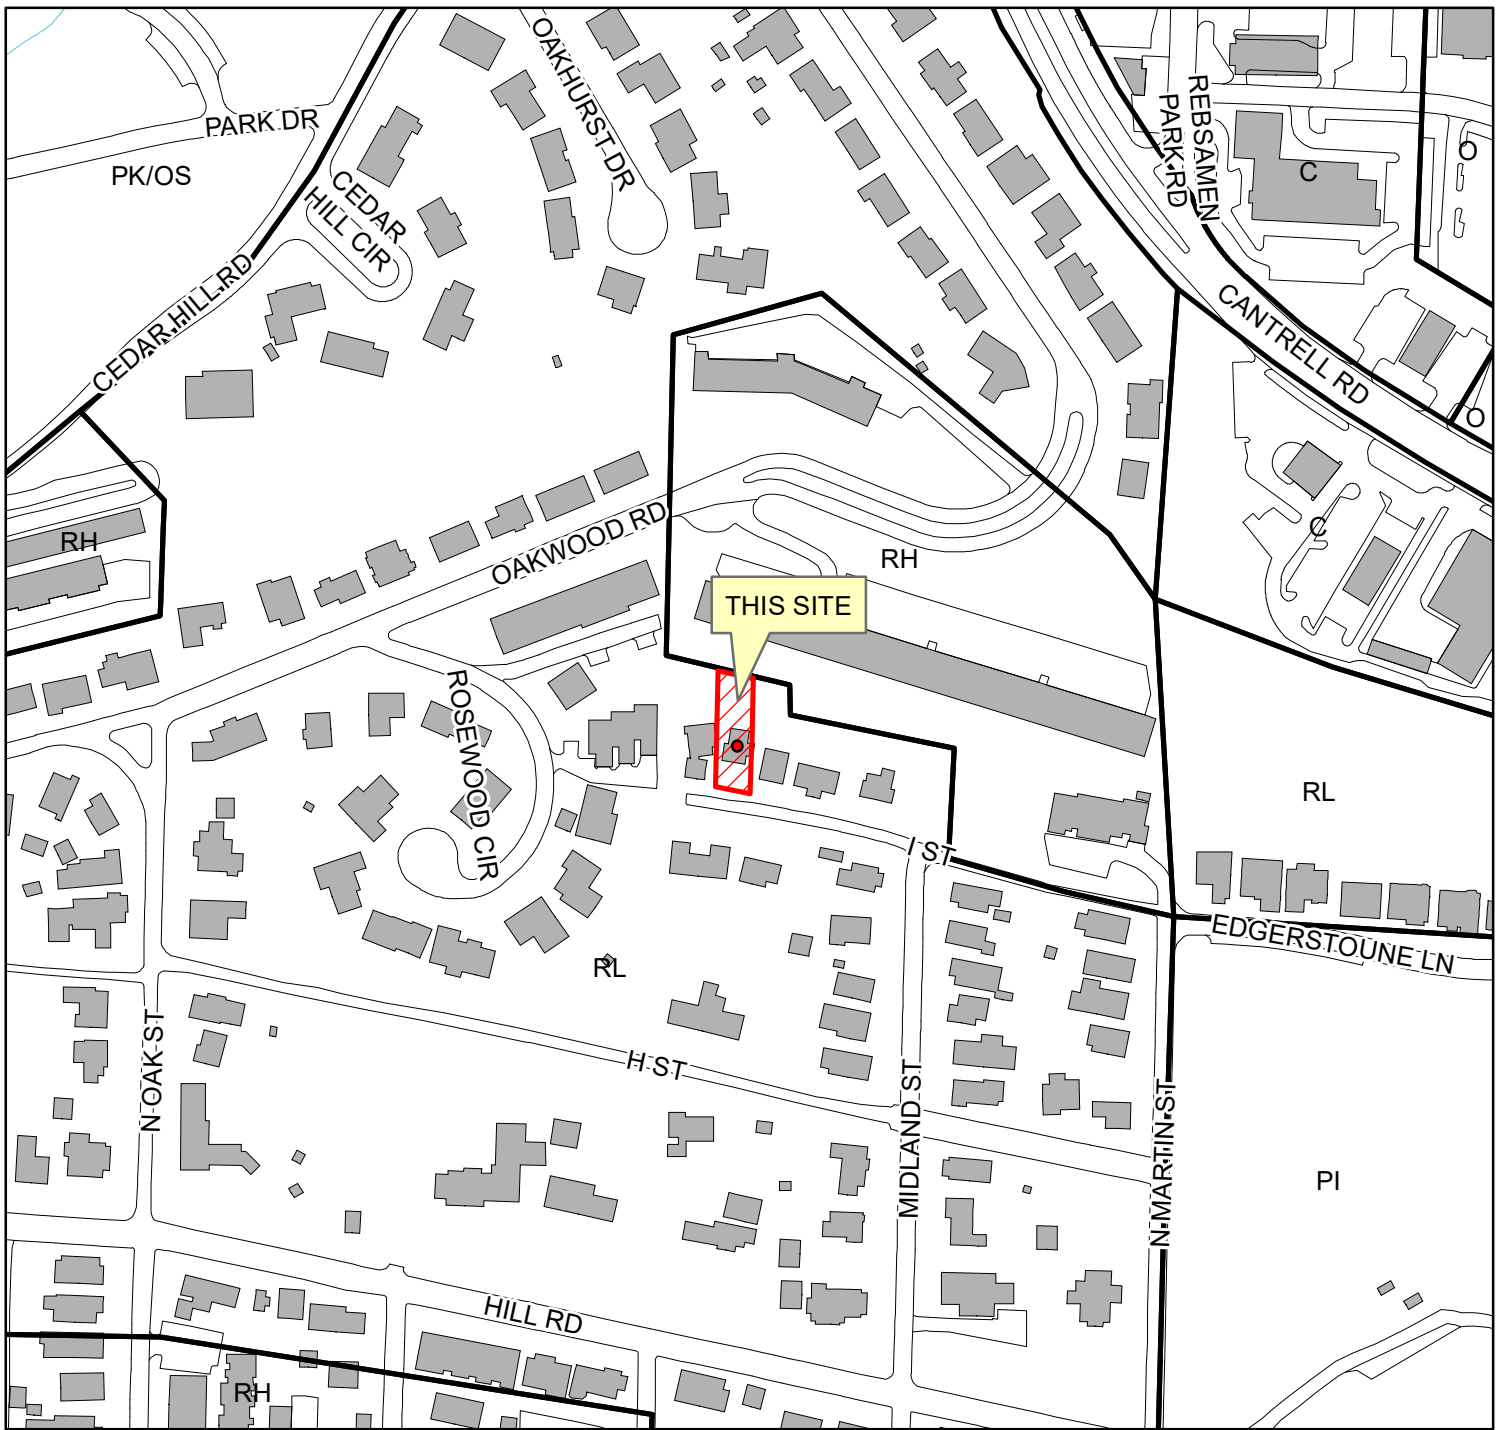 OAKHURST DR
REBSAMEN
PARK RD
PARK DR
PK/OS
CEDAR
HILL CIR
C
O
CEDAR HILL RD
CANTRELL RD
O
RH
OAKWOOD RD
C
RH
THIS SITE
ROSEWOOD CIR
RL
I ST
EDGERSTOUNE LN
RL
N OAK ST
H ST
MIDLAND ST
N MARTIN ST
PI
HILL RD
RH